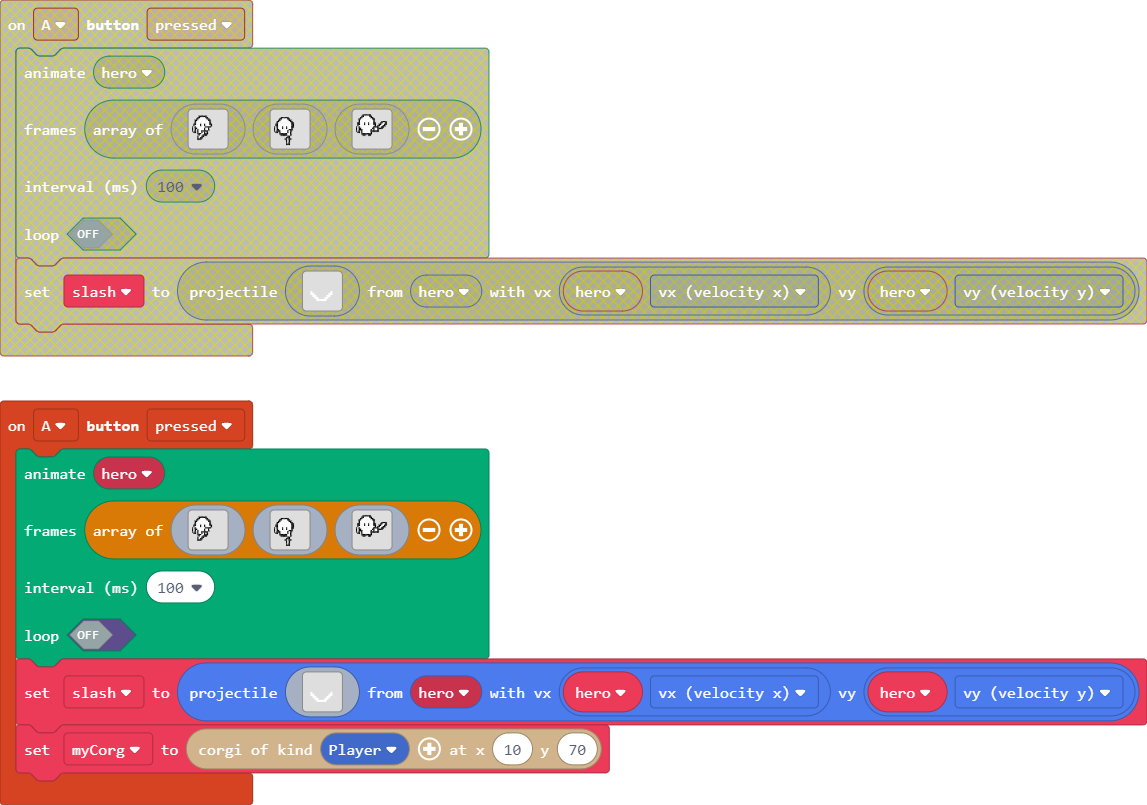 on A button pressed
animate hero
frames array of
interval (ms) 100
loop OFF
set slash to projectile from hero with vx hero vx (velocity x) vy hero vy (velocity y)
on A button pressed
animate hero
frames array of
interval (ms) 100
loop OFF
set slash to projectile from hero with vx hero vx (velocity x) vy hero vy (velocity y)
set myCorg to corgi of kind Player at x 10 y 70